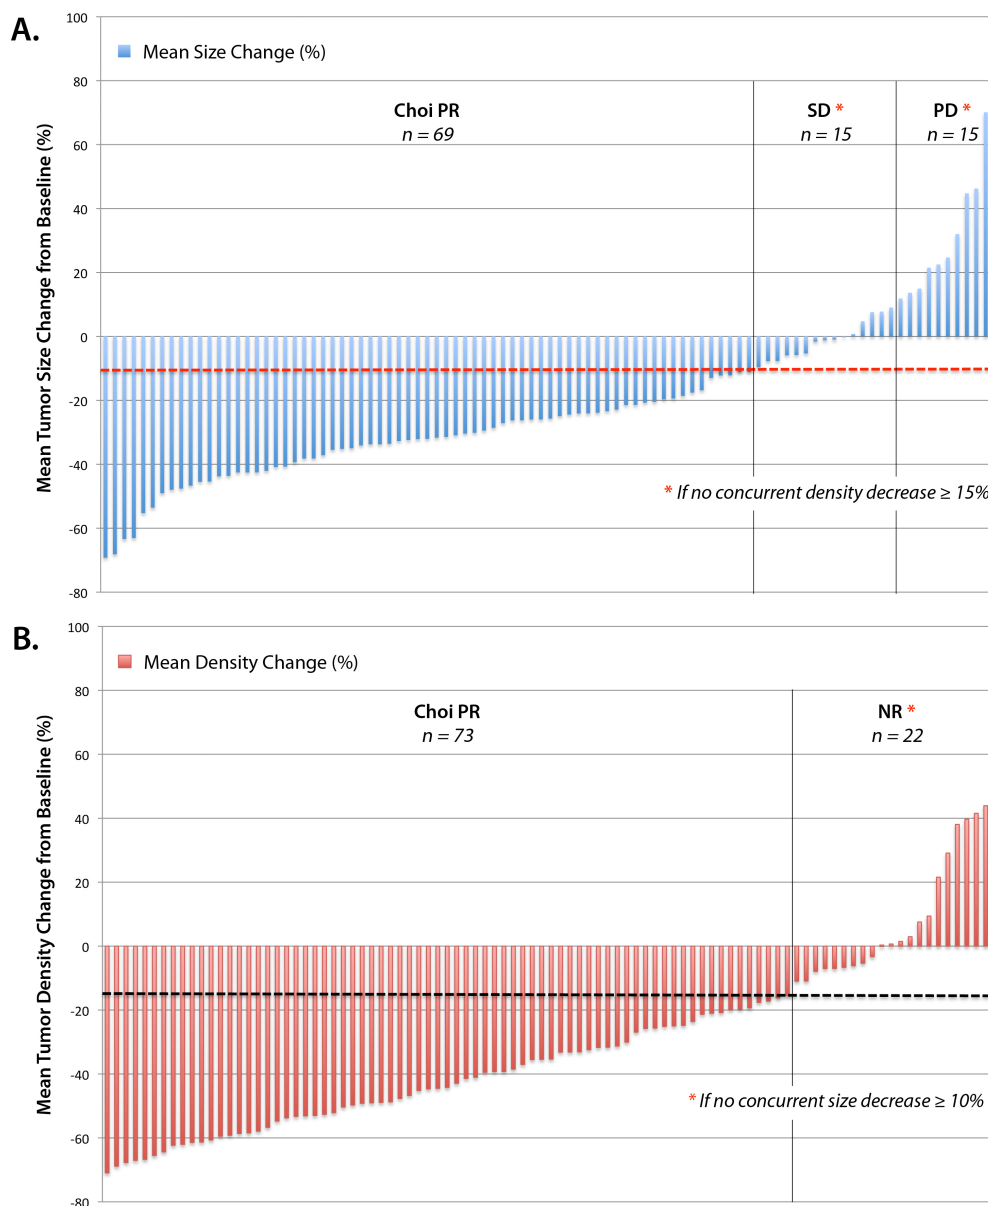 A.
Mean Tumor Size Change from Baseline (%)
100
80
60
40
20
0
-20
-40
-60
-80
Mean Size Change (%)
Choi PR
n = 69
SD *
n = 15
PD *
n = 15
* If no concurrent density decrease ≥ 15%
B.
Mean Tumor Density Change from Baseline (%)
100
80
60
40
20
0
-20
-40
-60
-80
Mean Density Change (%)
Choi PR
n = 73
NR *
n = 22
* If no concurrent size decrease ≥ 10%